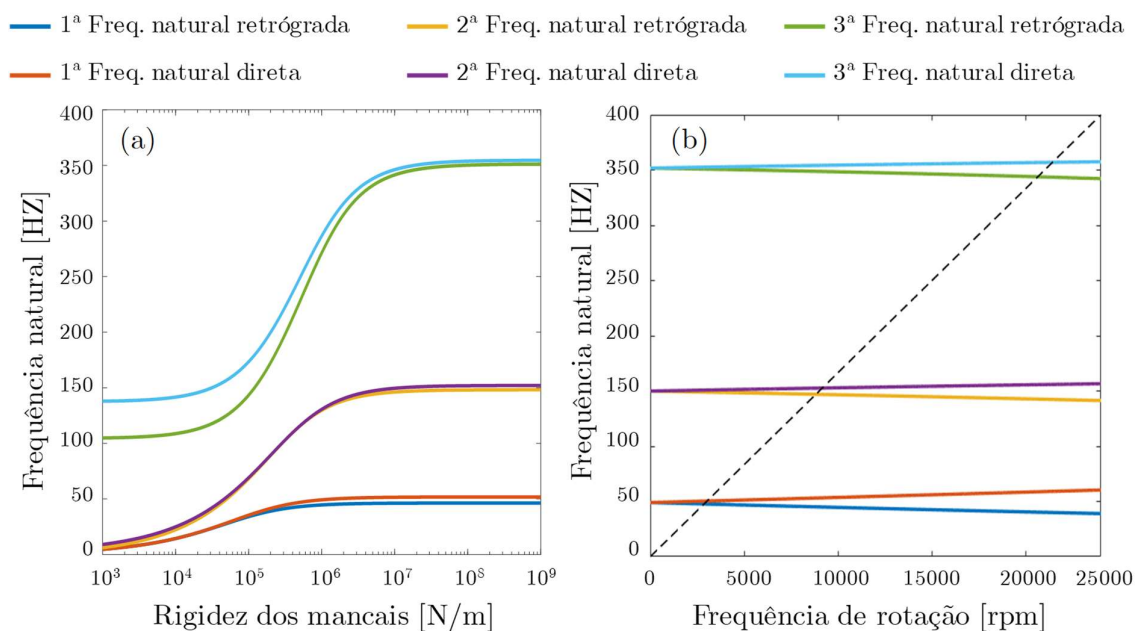 1ª Freq. natural retrógrada 2ª Freq. natural retrógrada 3ª Freq. natural retrógrada
1ª Freq. natural direta 2ª Freq. natural direta 3ª Freq. natural direta
(a)
Frequência natural [HZ]
400
350
300
250
200
150
100
50
0
10³ 10⁴ 10⁵ 10⁶ 10⁷ 10⁸ 10⁹
Rigidez dos mancais [N/m]
(b)
Frequência natural [HZ]
400
350
300
250
200
150
100
50
0
0 5000 10000 15000 20000 25000
Frequência de rotação [rpm]